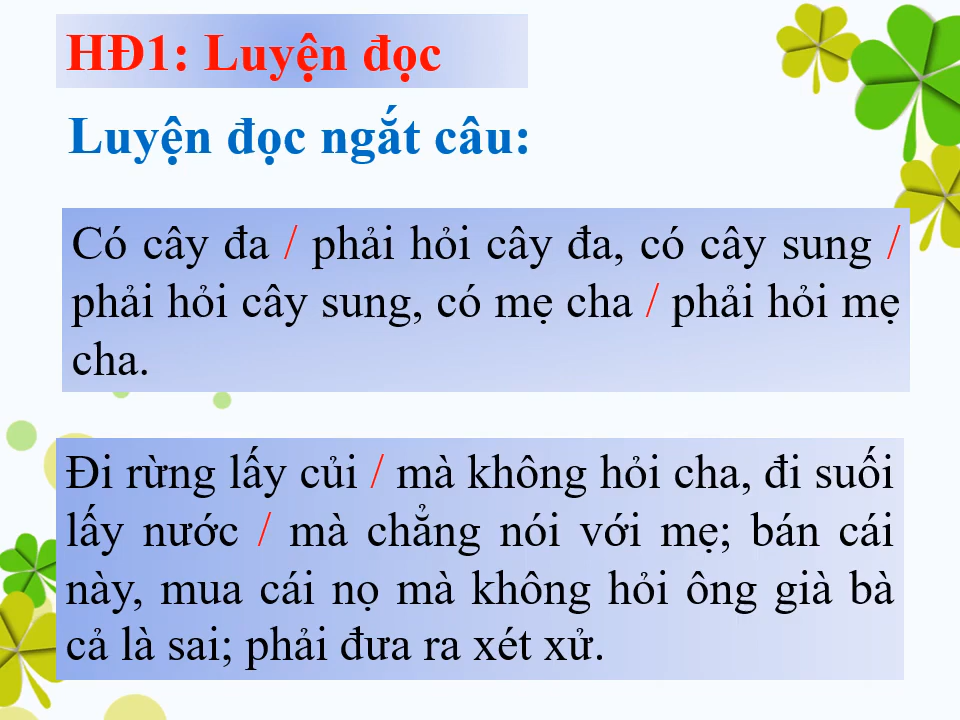 HĐ1: Luyện đọc
Luyện đọc ngắt câu:
Có cây đa / phải hỏi cây đa, có cây sung /
phải hỏi cây sung, có mẹ cha / phải hỏi mẹ
cha.
Đi rừng lấy củi / mà không hỏi cha, đi suối
lấy nước / mà chẳng nói với mẹ; bán cái
này, mua cái nọ mà không hỏi ông già bà
cả là sai; phải đưa ra xét xử.